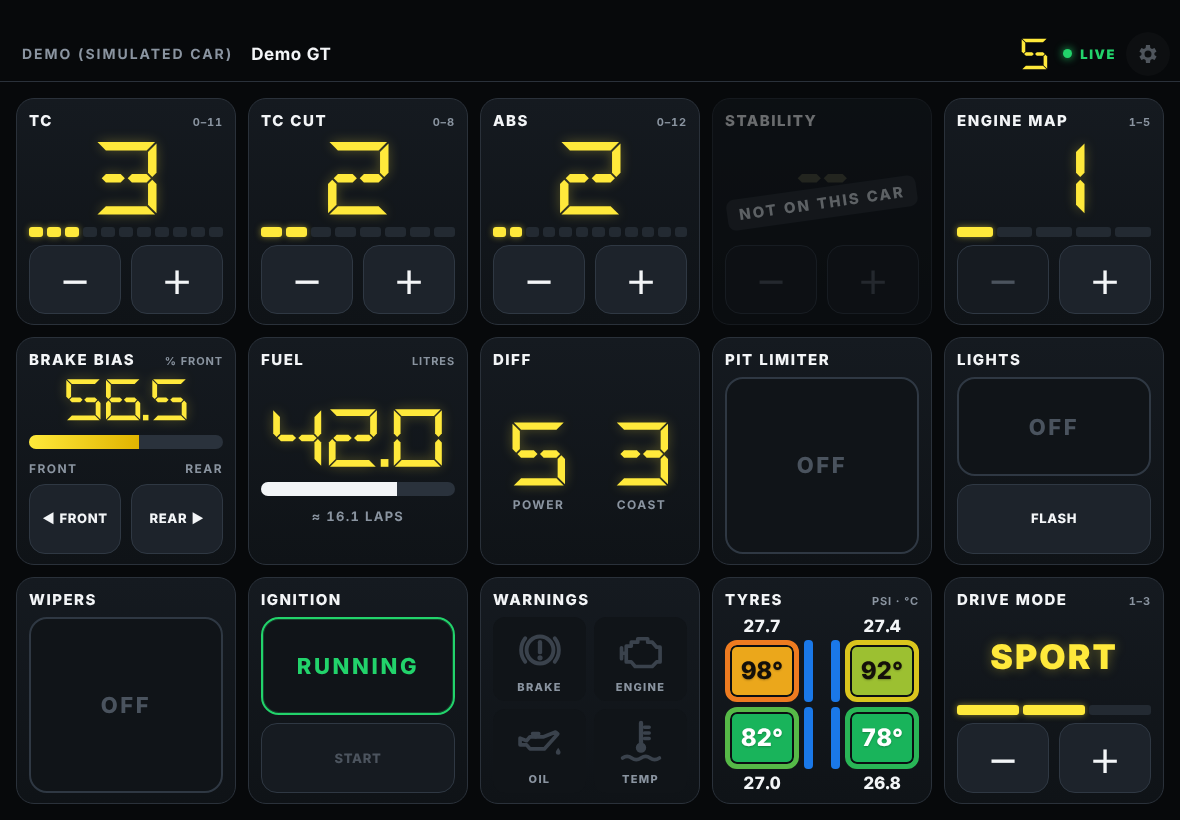 DEMO (SIMULATED CAR) Demo GT 5 LIVE
TC 0–11
3
− +
TC CUT 0–8
2
− +
ABS 0–12
2
− +
STABILITY
--
NOT ON THIS CAR
− +
ENGINE MAP 1–5
1
− +
BRAKE BIAS % FRONT
56.5
FRONT REAR
◀ FRONT REAR ▶
FUEL LITRES
42.0
≈ 16.1 LAPS
DIFF
5 3
POWER COAST
PIT LIMITER
OFF
LIGHTS
OFF
FLASH
WIPERS
OFF
IGNITION
RUNNING
START
WARNINGS
BRAKE ENGINE
OIL TEMP
TYRES PSI · °C
27.7 27.4
98° 92°
82° 78°
27.0 26.8
DRIVE MODE 1–3
SPORT
− +